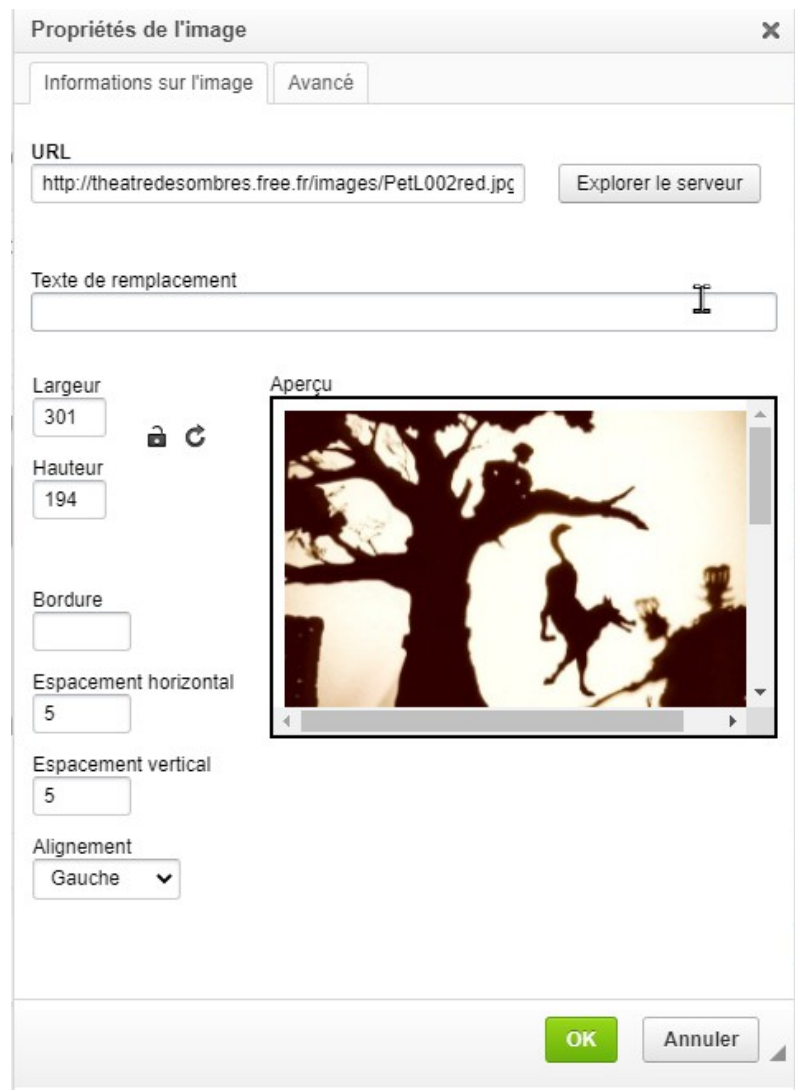 Propriétés de l'image
Informations sur l'image
Avancé
URL
http://theatredesombres.free.fr/images/PetL002red.jpg
Explorer le serveur
Texte de remplacement
Largeur
301
Hauteur
194
Aperçu
Bordure
Espacement horizontal
5
Espacement vertical
5
Alignement
Gauche
OK
Annuler